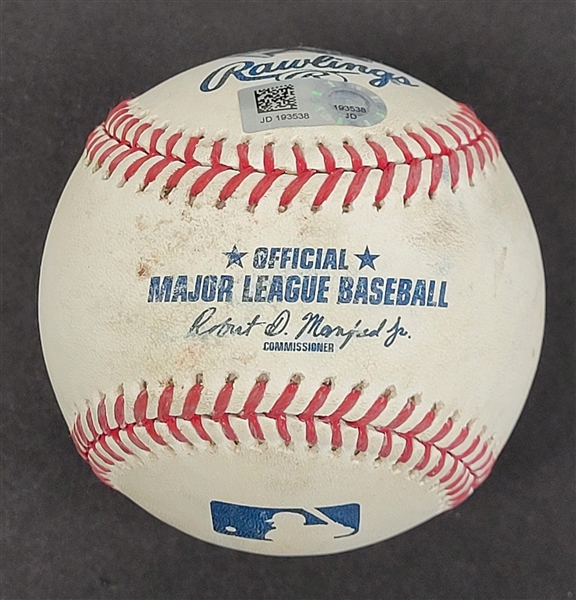 Rawlings
R
193538
JD
JD 193538
★ OFFICIAL ★
MAJOR LEAGUE BASEBALL
Robert D. Manfred Jr.
COMMISSIONER